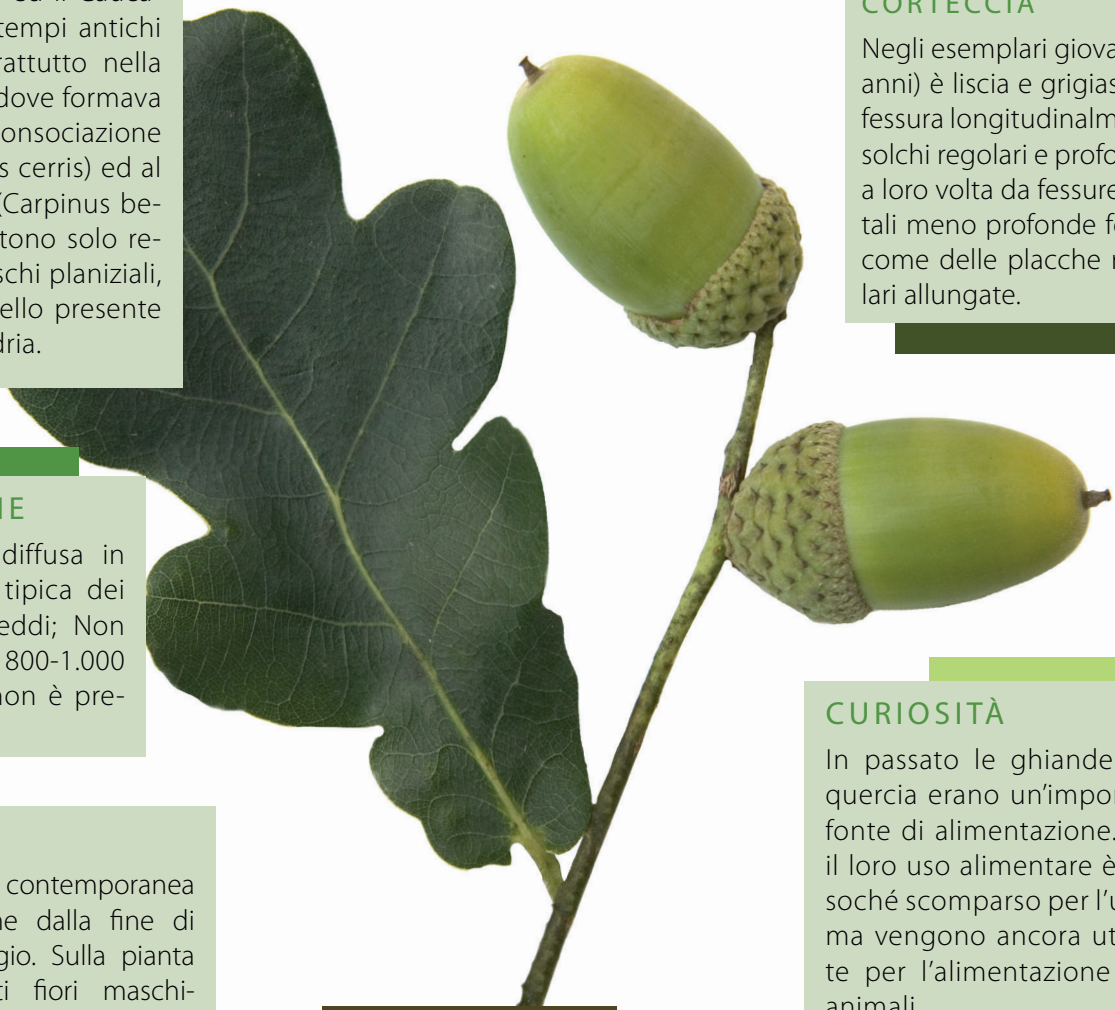 tempi antichi
rattutto nella
dove formava
onsociazione
s cerris) ed al
(Carpinus be-
tono solo re-
schi planiziali,
ello presente
dria.
IE
diffusa in
tipica dei
eddi; Non
800-1.000
non è pre-
contemporanea
ne dalla fine di
gio. Sulla pianta
ti fiori maschi-
CORTECCIA
Negli esemplari giova
anni) è liscia e grigias
fessura longitudinalm
solchi regolari e profo
a loro volta da fessure
tali meno profonde fo
come delle placche r
lari allungate.
CURIOSITÀ
In passato le ghiande
quercia erano un'impor
fonte di alimentazione.
il loro uso alimentare è
soché scomparso per l'u
ma vengono ancora ut
te per l'alimentazione
animali